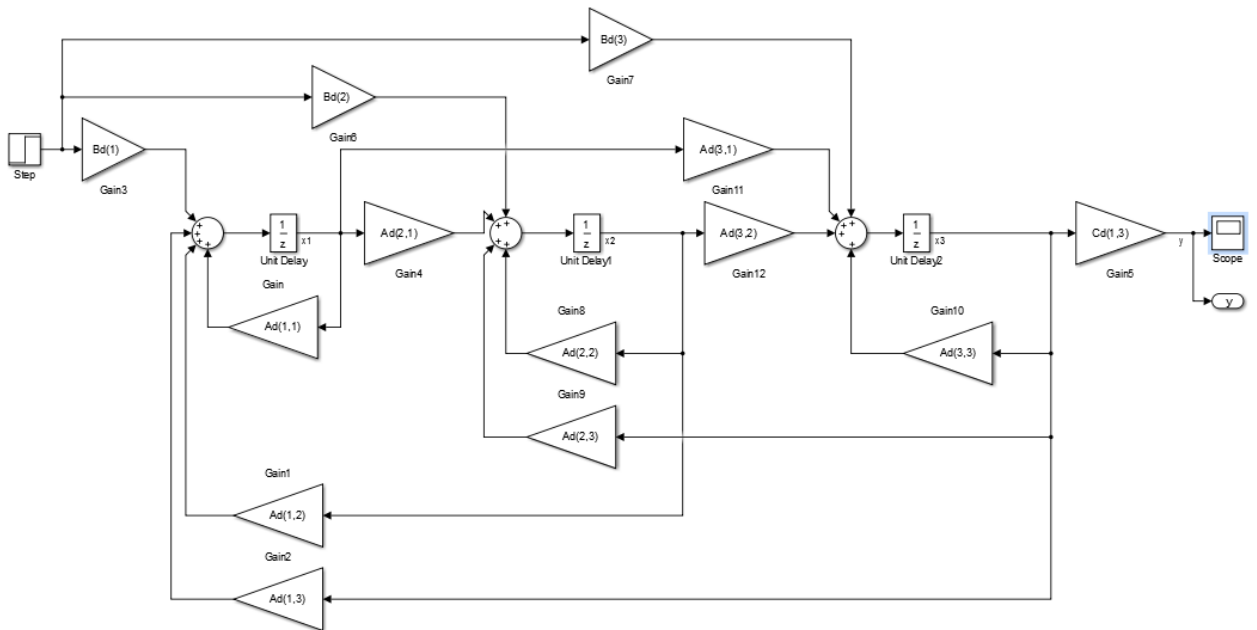 Bd(3)
Gain7
Bd(2)
Gain6
Step
Bd(1)
Gain3
Ad(3,1)
Gain11
+
+
+
+
1
z
x1
Unit Delay
Ad(2,1)
Gain4
+
+
+
+
1
z
x2
Unit Delay1
Ad(3,2)
Gain12
+
+
+
+
1
z
x3
Unit Delay2
Cd(1,3)
Gain5
y
Scope
y
Gain
Ad(1,1)
Gain8
Ad(2,2)
Gain10
Ad(3,3)
Gain9
Ad(2,3)
Gain1
Ad(1,2)
Gain2
Ad(1,3)